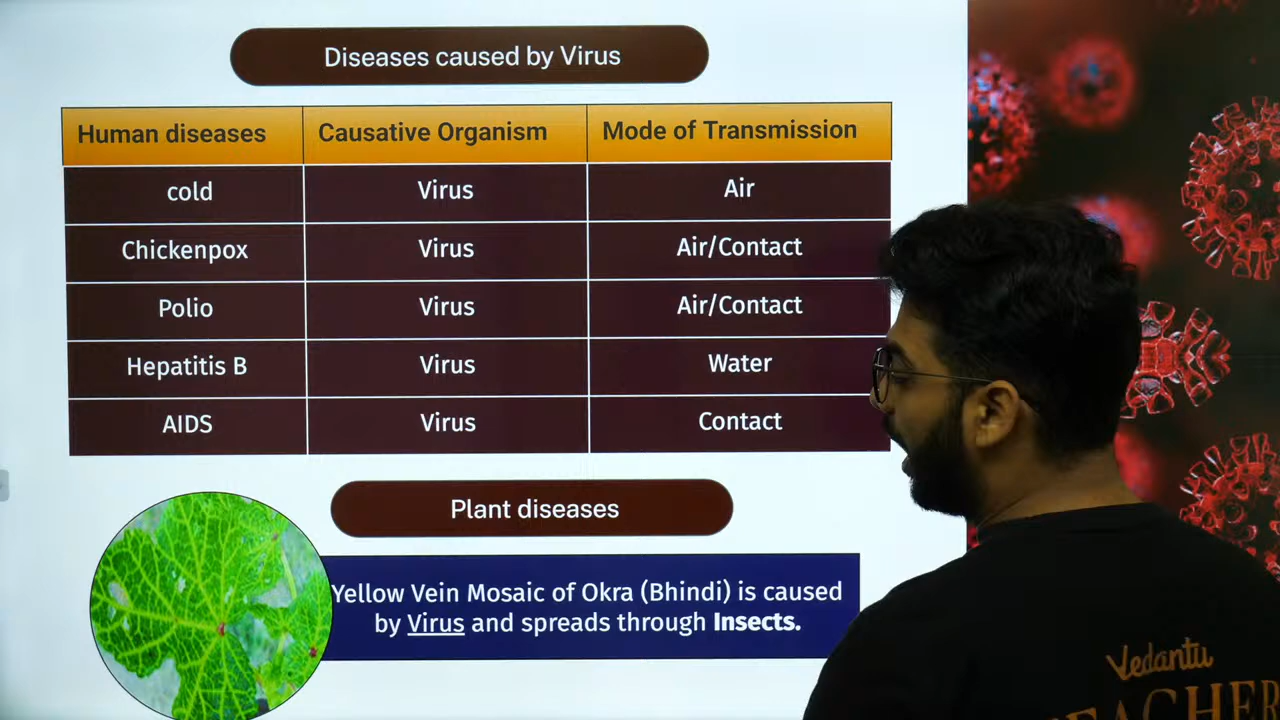 Diseases caused by Virus
Human diseases Causative Organism Mode of Transmission
cold Virus Air
Chickenpox Virus Air/Contact
Polio Virus Air/Contact
Hepatitis B Virus Water
AIDS Virus Contact
Plant diseases
Yellow Vein Mosaic of Okra (Bhindi) is caused
by Virus and spreads through Insects.
Vedantu